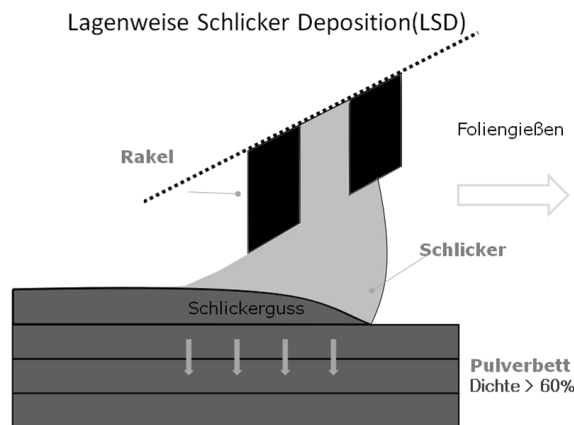 Lagenweise Schlicker Deposition(LSD)
Foliengießen
Rakel
Schlicker
Schlickerguss
Pulverbett
Dichte > 60%